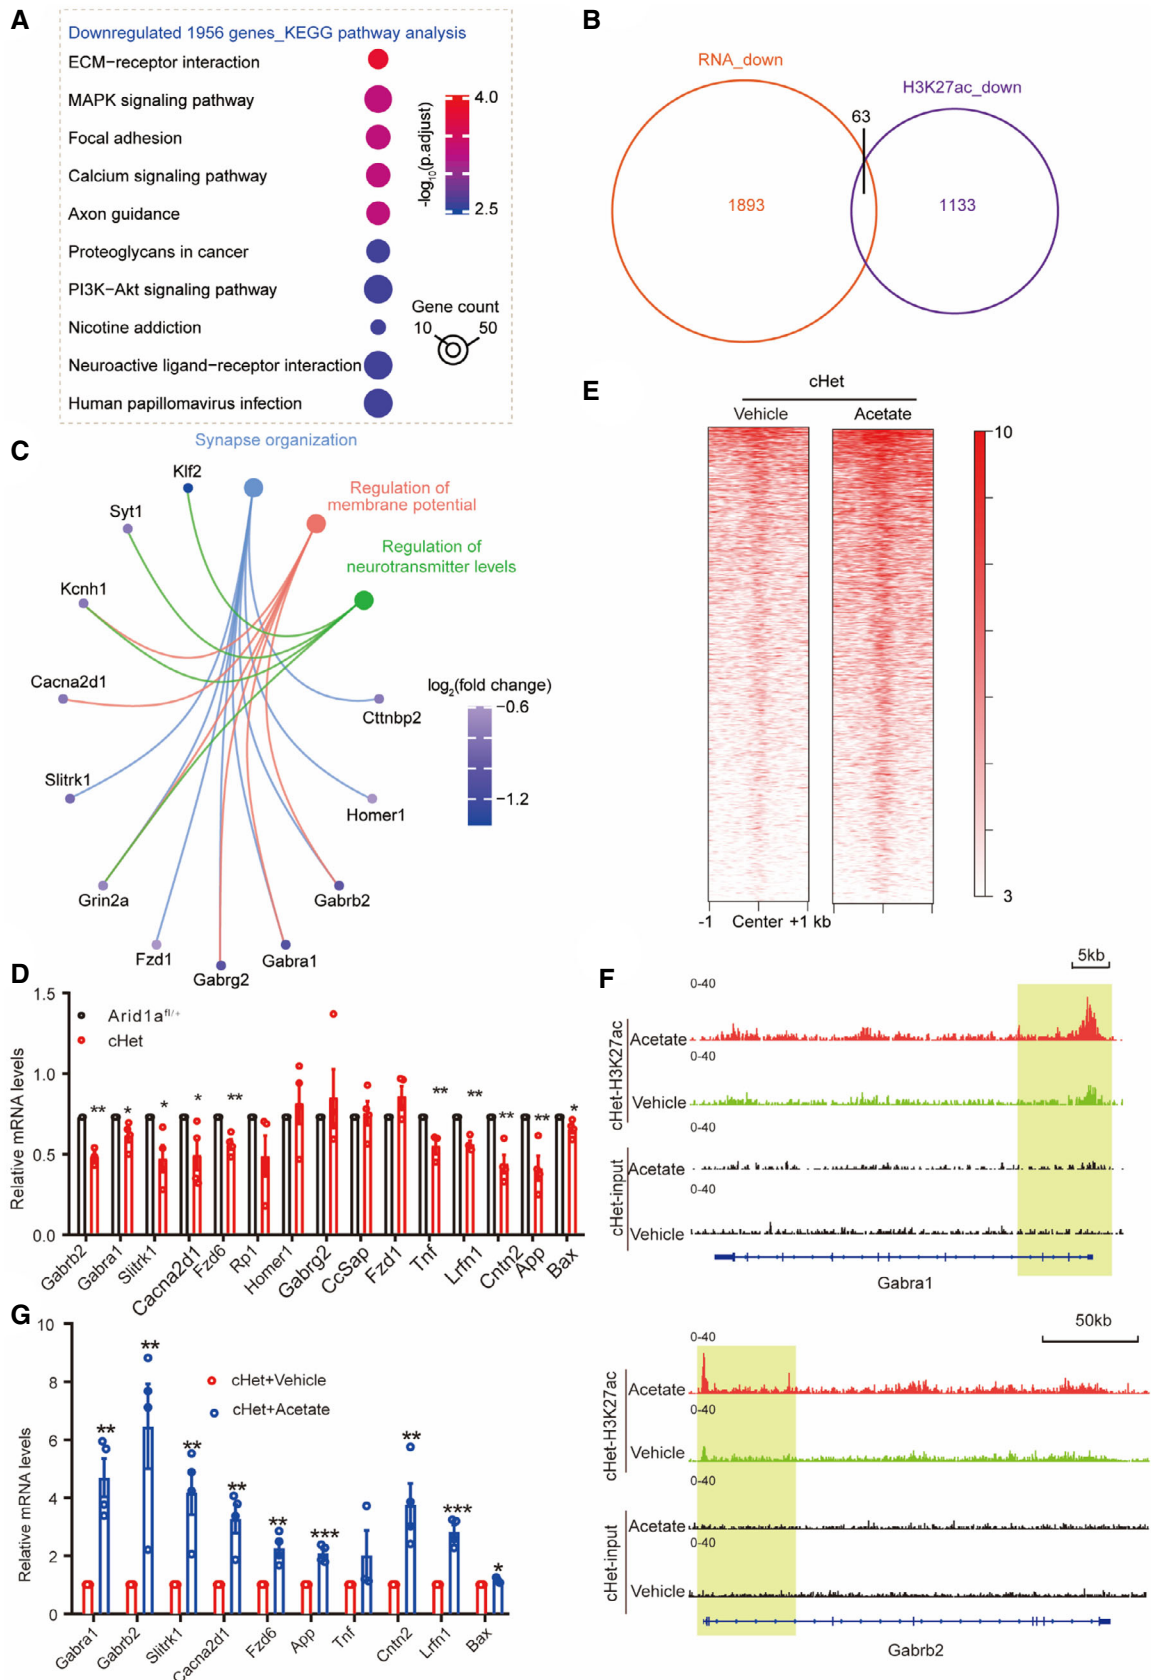 A
Downregulated 1956 genes_KEGG pathway analysis
ECM−receptor interaction
MAPK signaling pathway
Focal adhesion
Calcium signaling pathway
Axon guidance
Proteoglycans in cancer
PI3K−Akt signaling pathway
Nicotine addiction
Neuroactive ligand−receptor interaction
Human papillomavirus infection
4.0
-log10(p.adjust)
2.5
Gene count
10
50
B
RNA_down
H3K27ac_down
63
1893
1133
C
Synapse organization
Regulation of
membrane potential
Regulation of
neurotransmitter levels
Klf2
Syt1
Kcnh1
Cacna2d1
Slitrk1
Grin2a
Fzd1
Gabrg2
Gabra1
Gabrb2
Homer1
Cttnbp2
log2(fold change)
−0.6
−1.2
D
Relative mRNA levels
1.5
1.0
0.5
0.0
Arid1afl/+
cHet
** * * * ** ** ** ** ** *
Gabrb2
Gabra1
Slitrk1
Cacna2d1
Fzd6
Rp1
Homer1
Gabrg2
CcSap
Fzd1
Tnf
Lrfn1
Cntn2
App
Bax
E
cHet
Vehicle
Acetate
10
3
-1 Center +1 kb
F
5kb
cHet-H3K27ac
0-40
Acetate
0-40
Vehicle
cHet-input
0-40
Acetate
0-40
Vehicle
Gabra1
50kb
cHet-H3K27ac
0-40
Acetate
0-40
Vehicle
cHet-input
0-40
Acetate
0-40
Vehicle
Gabrb2
G
Relative mRNA levels
10
8
6
4
2
0
cHet+Vehicle
cHet+Acetate
** ** ** ** ** *** ** *** *
Gabra1
Gabrb2
Slitrk1
Cacna2d1
Fzd6
App
Tnf
Cntn2
Lrfn1
Bax